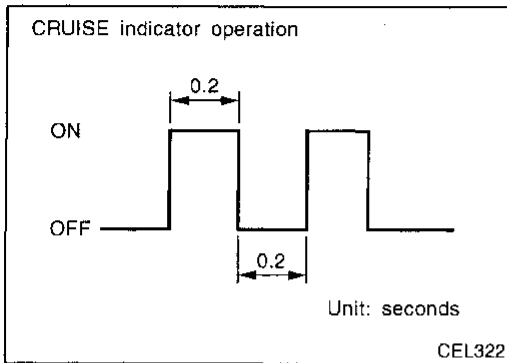 CRUISE indicator operation
0.2
ON
OFF
0.2
Unit: seconds
CEL322